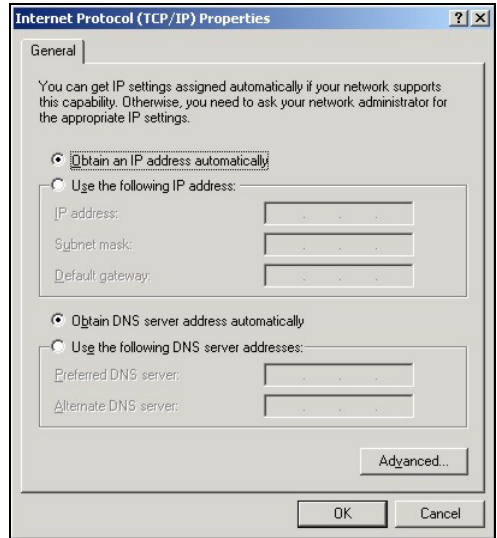 Internet Protocol (TCP/IP) Properties
General
You can get IP settings assigned automatically if your network supports
this capability. Otherwise, you need to ask your network administrator for
the appropriate IP settings.
Obtain an IP address automatically
Use the following IP address:
IP address:
Subnet mask:
Default gateway:
Obtain DNS server address automatically
Use the following DNS server addresses:
Preferred DNS server:
Alternate DNS server:
Advanced...
OK Cancel